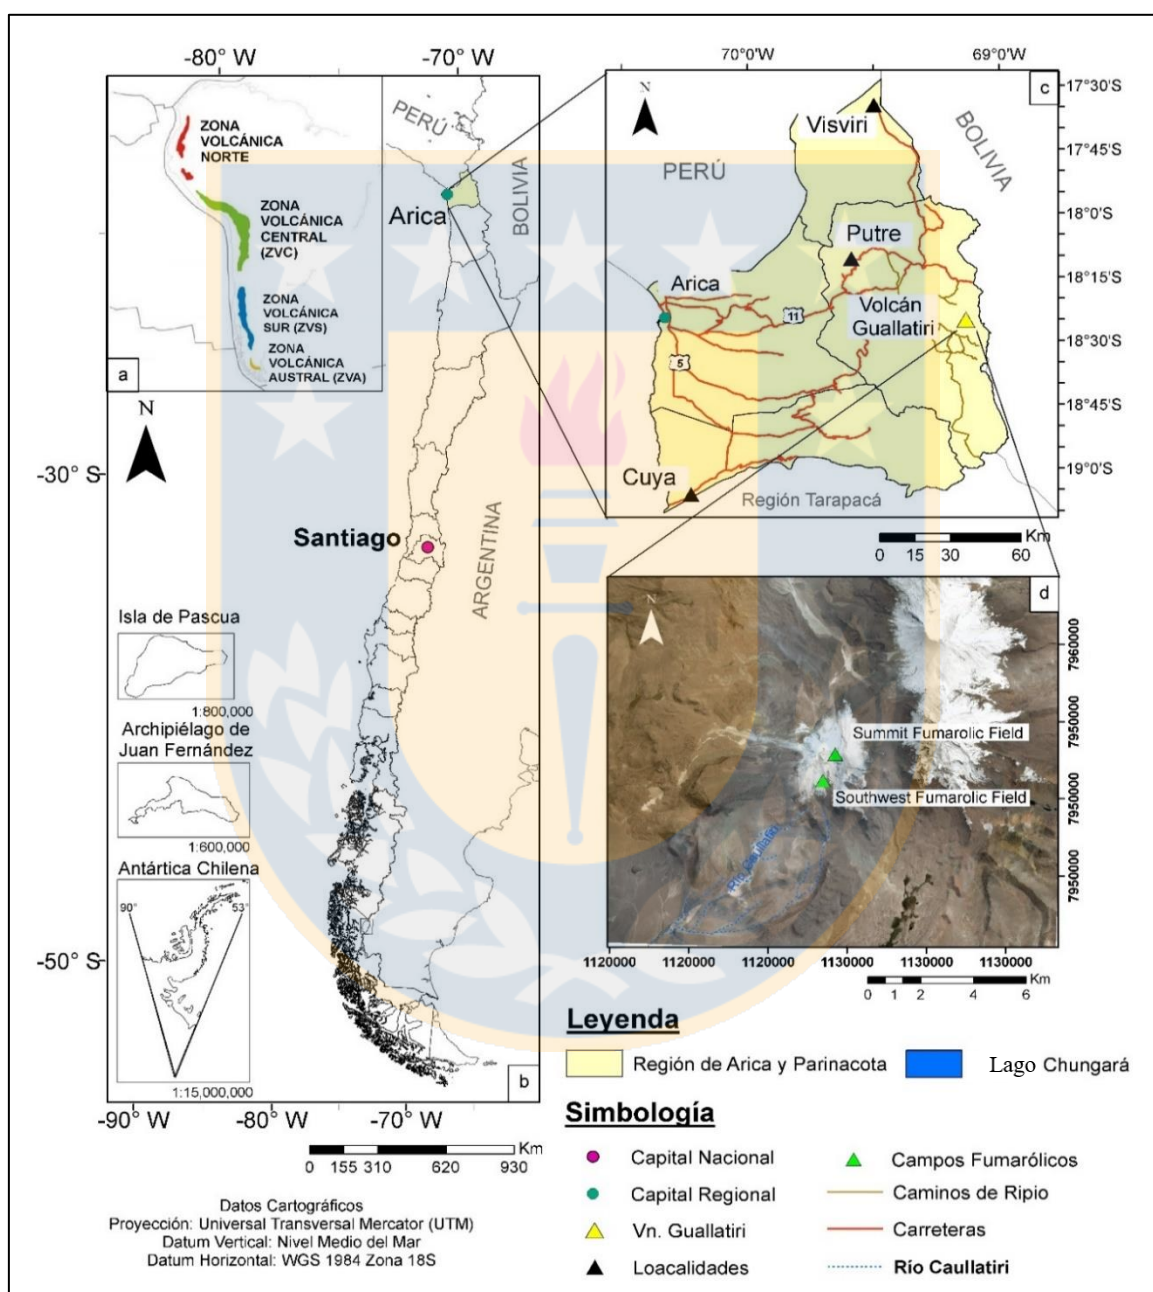 -80° W
-70° W
ZONA
VOLCÁNICA
NORTE
ZONA
VOLCÁNICA
CENTRAL
(ZVC)
ZONA
VOLCÁNICA
SUR (ZVS)
ZONA
VOLCÁNICA
AUSTRAL (ZVA)
a
PERÚ
BOLIVIA
Arica
N
-30° S
Santiago
ARGENTINA
Isla de Pascua
1:800,000
Archipiélago de
Juan Fernández
1:600,000
Antártica Chilena
90°
53°
1:15,000,000
-50° S
b
-90° W
-80° W
-70° W
Km
0 155 310 620 930
Datos Cartográficos
Proyección: Universal Transversal Mercator (UTM)
Datum Vertical: Nivel Medio del Mar
Datum Horizontal: WGS 1984 Zona 18S
70°0'W
69°0'W
N
c
Visviri
PERÚ
BOLIVIA
Putre
Arica
11
Volcán
Guallatiri
5
Cuya
Región Tarapacá
17°30'S
17°45'S
18°0'S
18°15'S
18°30'S
18°45'S
19°0'S
Km
0 15 30 60
d
N
Summit Fumarolic Field
Southwest Fumarolic Field
Río Caullatiri
7960000
7950000
7950000
7950000
1120000 1120000 1120000 1130000 1130000 1130000
Km
0 1 2 4 6
Leyenda
Región de Arica y Parinacota
Lago Chungará
Simbología
Capital Nacional
Capital Regional
Vn. Guallatiri
Loacalidades
Campos Fumarólicos
Caminos de Ripio
Carreteras
Río Caullatiri